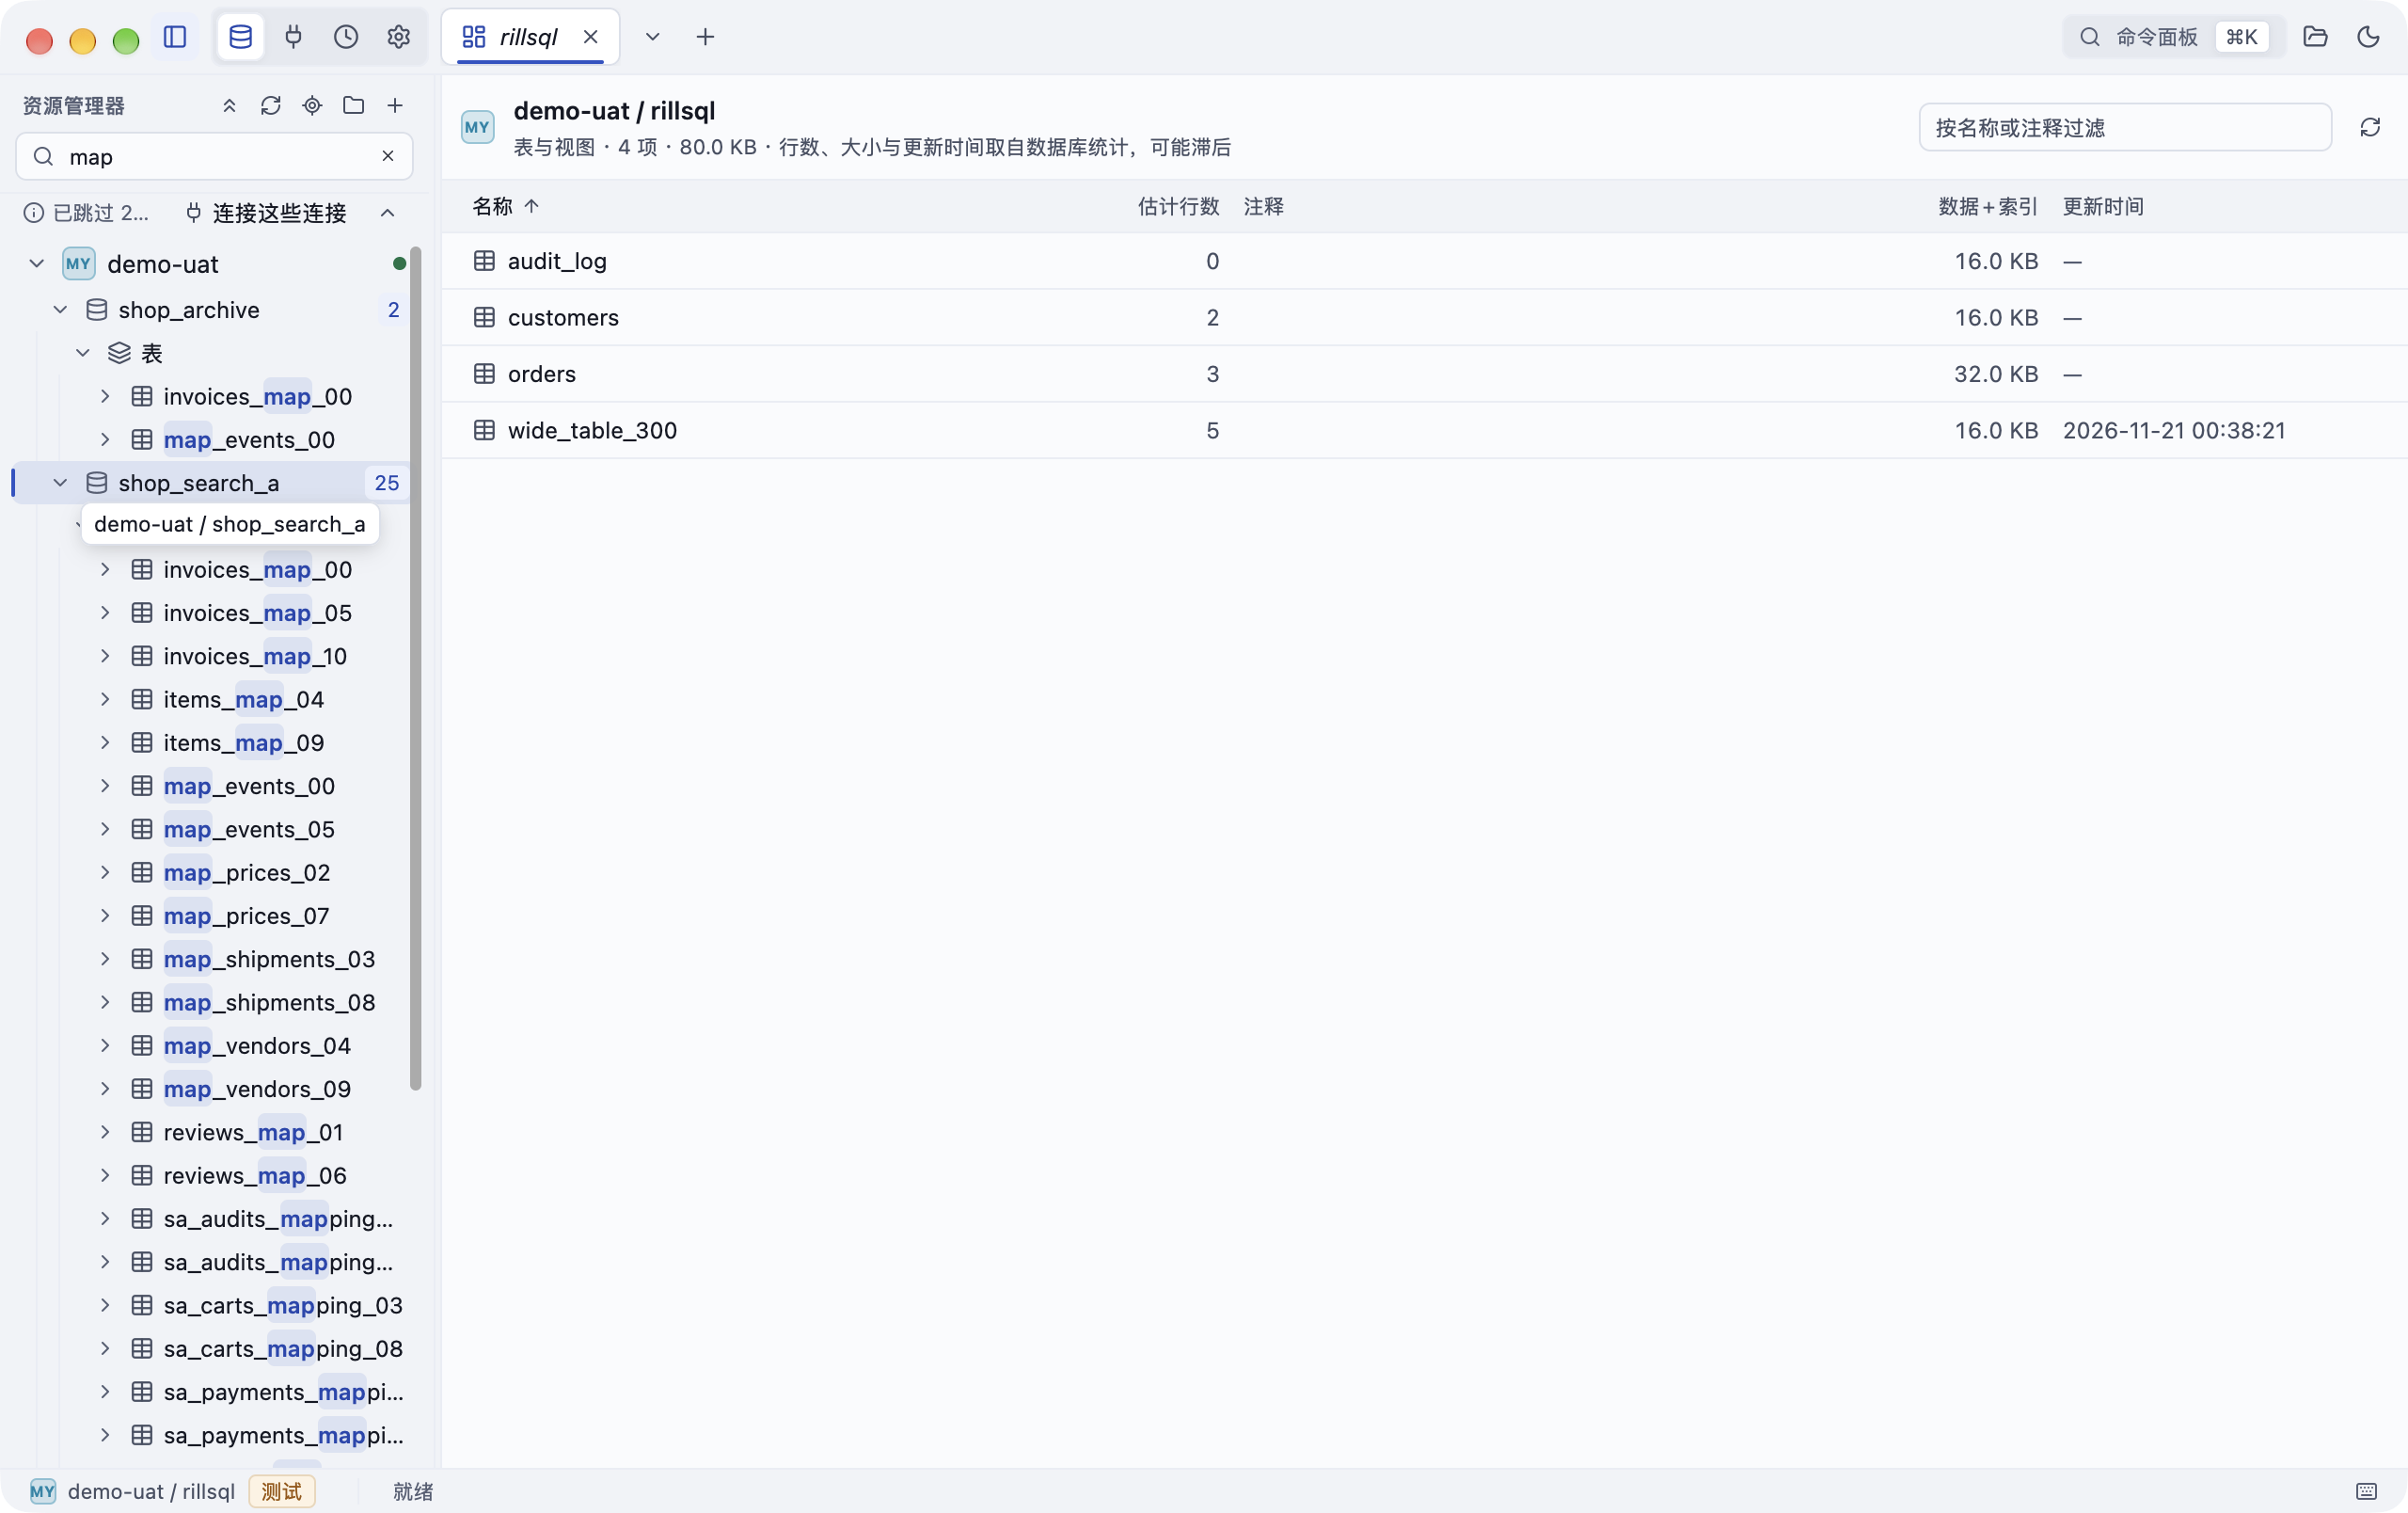 rillsql
命令面板 ⌘K
资源管理器
map
已跳过 2... 连接这些连接
MY demo-uat
shop_archive 2
表
invoices_map_00
map_events_00
shop_search_a 25
demo-uat / shop_search_a
invoices_map_00
invoices_map_05
invoices_map_10
items_map_04
items_map_09
map_events_00
map_events_05
map_prices_02
map_prices_07
map_shipments_03
map_shipments_08
map_vendors_04
map_vendors_09
reviews_map_01
reviews_map_06
sa_audits_mapping...
sa_audits_mapping...
sa_carts_mapping_03
sa_carts_mapping_08
sa_payments_mappi...
sa_payments_mappi...
MY demo-uat / rillsql
表与视图 · 4 项 · 80.0 KB · 行数、大小与更新时间取自数据库统计，可能滞后
按名称或注释过滤
名称 估计行数 注释 数据+索引 更新时间
audit_log 0 16.0 KB —
customers 2 16.0 KB —
orders 3 32.0 KB —
wide_table_300 5 16.0 KB 2026-11-21 00:38:21
MY demo-uat / rillsql 测试 就绪